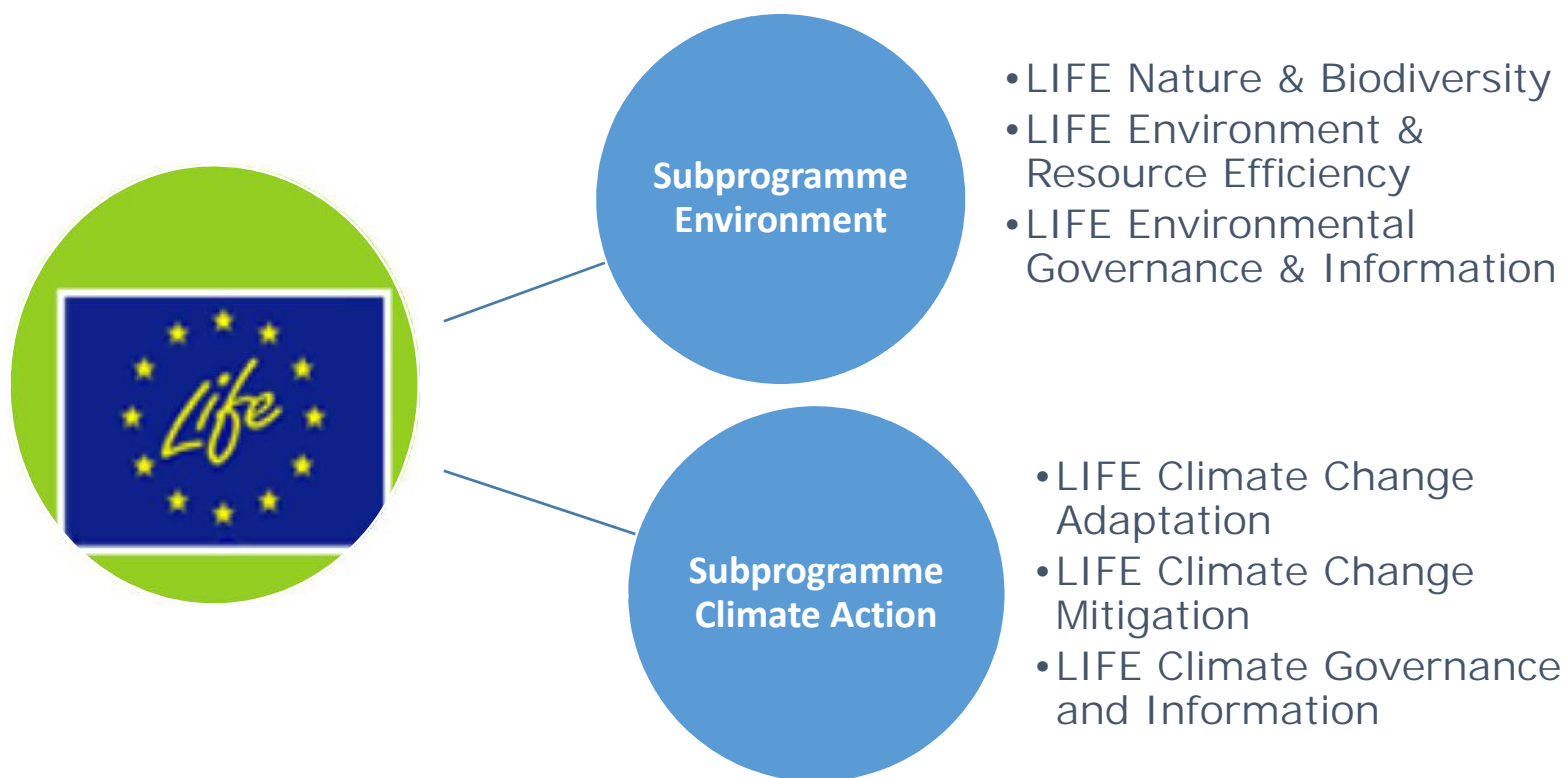 Life
Subprogramme
Environment
•LIFE Nature & Biodiversity
•LIFE Environment &
Resource Efficiency
•LIFE Environmental
Governance & Information
Subprogramme
Climate Action
•LIFE Climate Change
Adaptation
•LIFE Climate Change
Mitigation
•LIFE Climate Governance
and Information